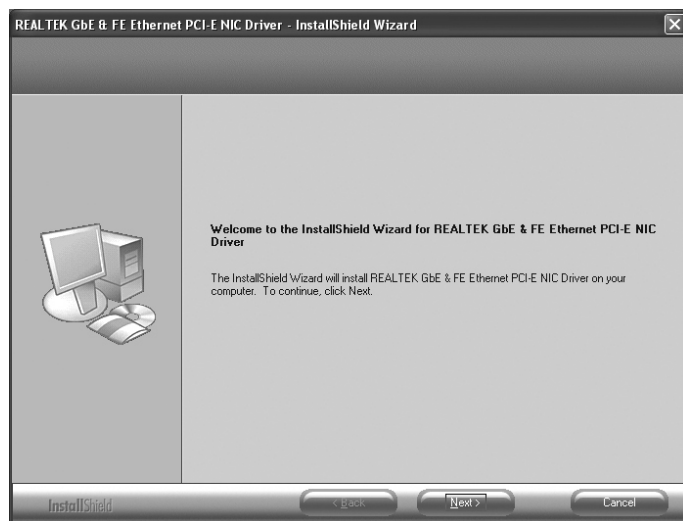 REALTEK GbE & FE Ethernet PCI-E NIC Driver - InstallShield Wizard
Welcome to the InstallShield Wizard for REALTEK GbE & FE Ethernet PCI-E NIC
Driver
The InstallShield Wizard will install REALTEK GbE & FE Ethernet PCI-E NIC Driver on your
computer. To continue, click Next.
InstallShield
< Back
Next >
Cancel